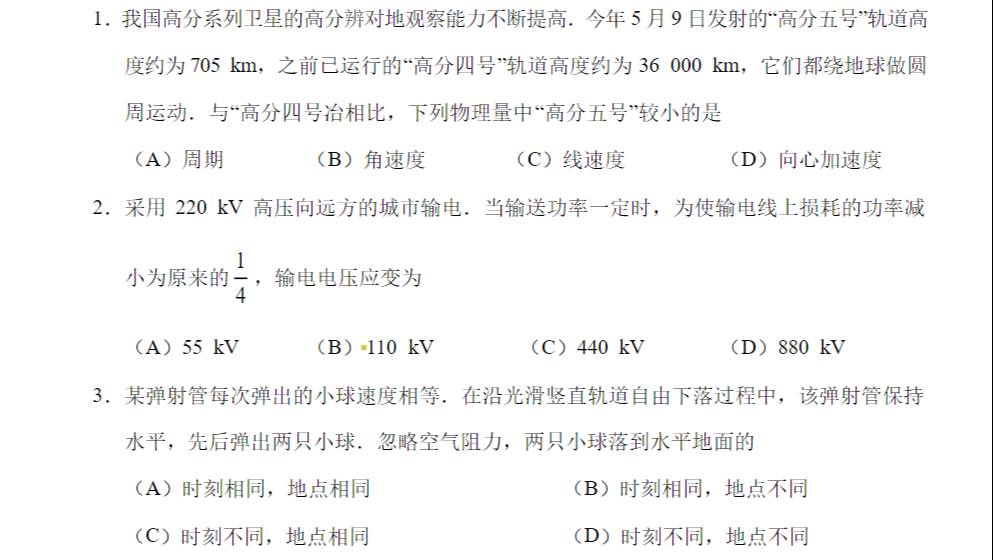 1．我国高分系列卫星的高分辨对地观察能力不断提高．今年 5 月 9 日发射的“高分五号”轨道高
度约为 705 km，之前已运行的“高分四号”轨道高度约为 36 000 km，它们都绕地球做圆
周运动．与“高分四号冶相比，下列物理量中“高分五号”较小的是
（A）周期 （B）角速度 （C）线速度 （D）向心加速度
2．采用 220 kV 高压向远方的城市输电．当输送功率一定时，为使输电线上损耗的功率减
小为原来的 1/4，输电电压应变为
（A）55 kV （B）110 kV （C）440 kV （D）880 kV
3．某弹射管每次弹出的小球速度相等．在沿光滑竖直轨道自由下落过程中，该弹射管保持
水平，先后弹出两只小球．忽略空气阻力，两只小球落到水平地面的
（A）时刻相同，地点相同 （B）时刻相同，地点不同
（C）时刻不同，地点相同 （D）时刻不同，地点不同